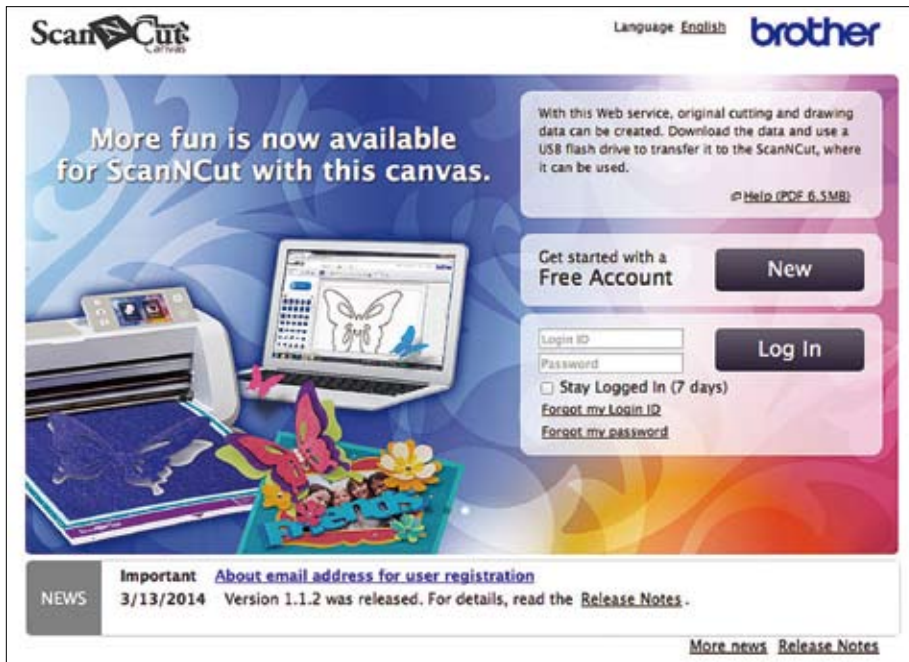 ScanNCut
Canvas
Language English
brother
More fun is now available
for ScanNCut with this canvas.
With this Web service, original cutting and drawing
data can be created. Download the data and use a
USB flash drive to transfer it to the ScanNCut, where
it can be used.
Help (PDF 6.5MB)
Get started with a
Free Account
New
Login ID
Password
Log In
Stay Logged In (7 days)
Forgot my Login ID
Forgot my password
friends
NEWS
Important About email address for user registration
3/13/2014 Version 1.1.2 was released. For details, read the Release Notes.
More news Release Notes